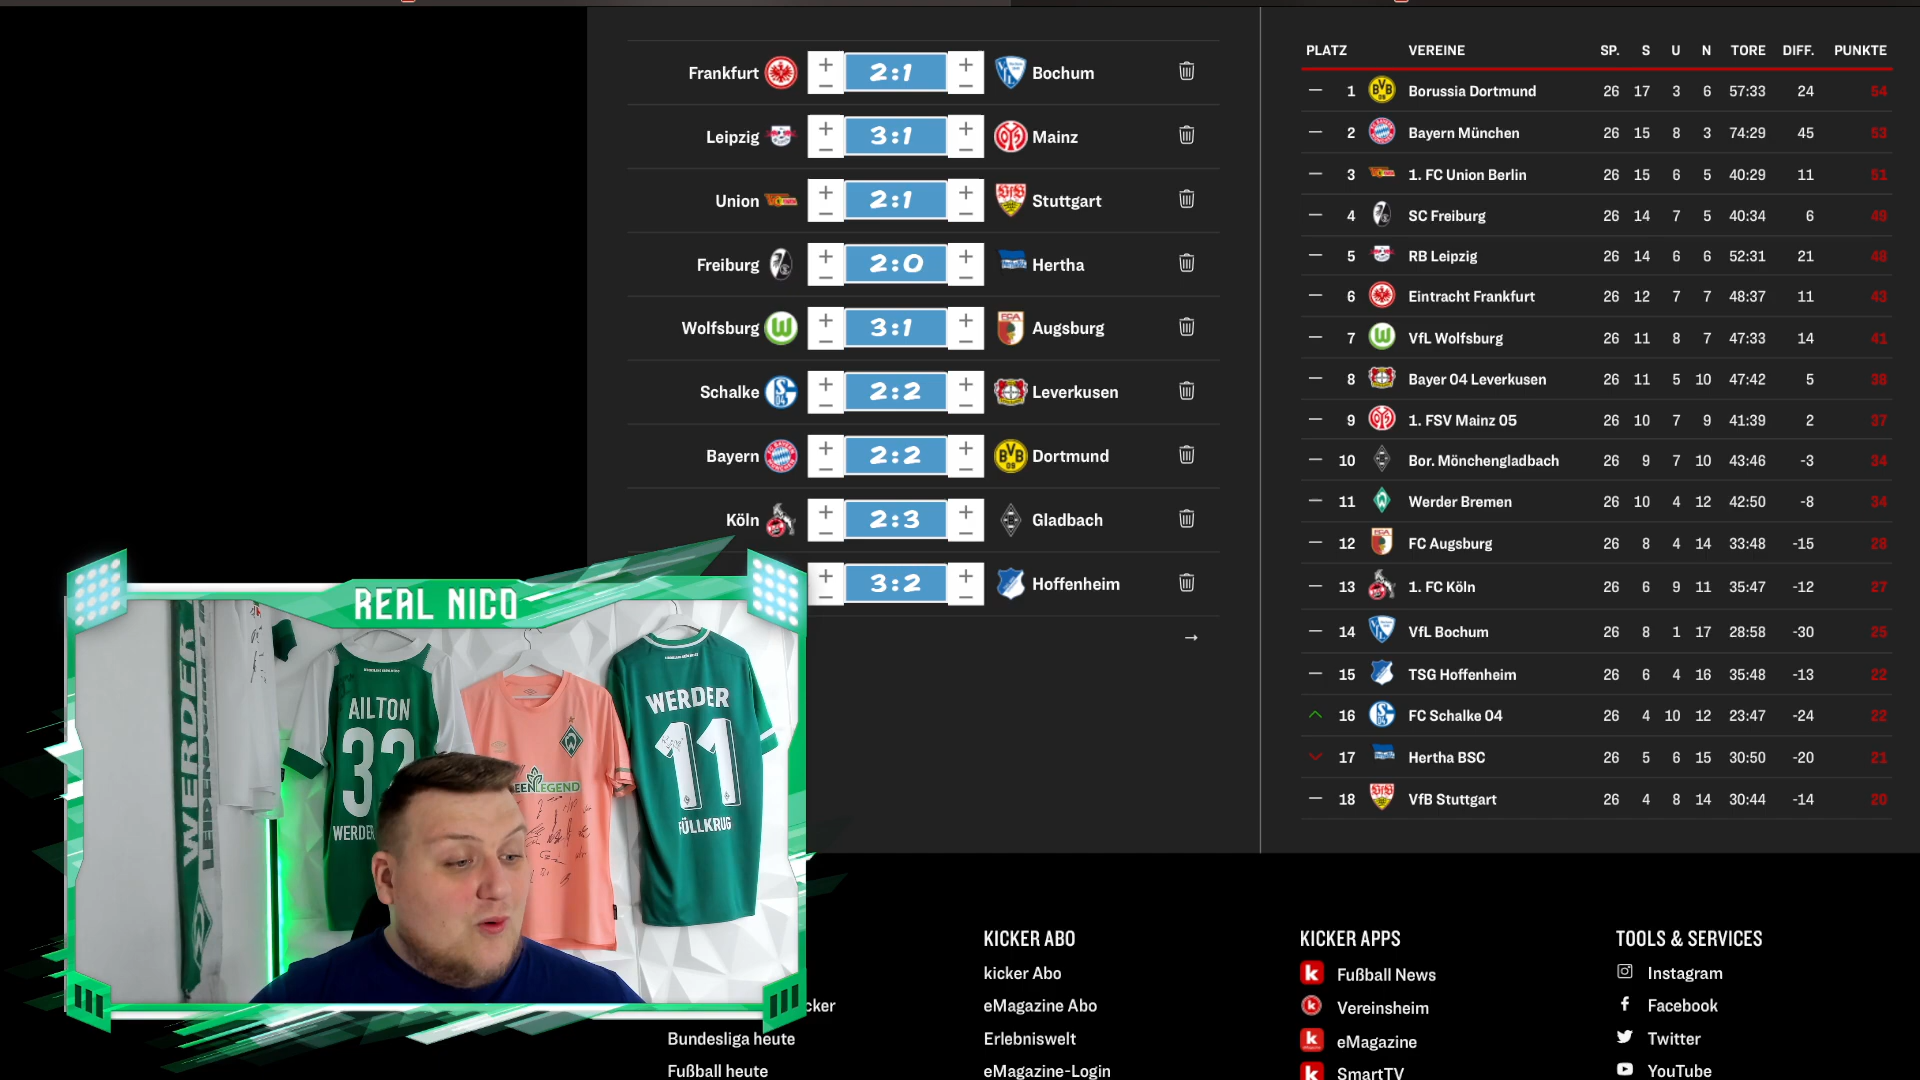 Frankfurt 2:1 Bochum
Leipzig 3:1 Mainz
Union 2:1 Stuttgart
Freiburg 2:0 Hertha
Wolfsburg 3:1 Augsburg
Schalke 2:2 Leverkusen
Bayern 2:2 Dortmund
Köln 2:3 Gladbach
3:2 Hoffenheim
→
PLATZ VEREINE SP. S U N TORE DIFF. PUNKTE
1 Borussia Dortmund 26 17 3 6 57:33 24 54
2 Bayern München 26 15 8 3 74:29 45 53
3 1. FC Union Berlin 26 15 6 5 40:29 11 51
4 SC Freiburg 26 14 7 5 40:34 6 49
5 RB Leipzig 26 14 6 6 52:31 21 48
6 Eintracht Frankfurt 26 12 7 7 48:37 11 43
7 VfL Wolfsburg 26 11 8 7 47:33 14 41
8 Bayer 04 Leverkusen 26 11 5 10 47:42 5 38
9 1. FSV Mainz 05 26 10 7 9 41:39 2 37
10 Bor. Mönchengladbach 26 9 7 10 43:46 -3 34
11 Werder Bremen 26 10 4 12 42:50 -8 34
12 FC Augsburg 26 8 4 14 33:48 -15 28
13 1. FC Köln 26 6 9 11 35:47 -12 27
14 VfL Bochum 26 8 1 17 28:58 -30 25
15 TSG Hoffenheim 26 6 4 16 35:48 -13 22
16 FC Schalke 04 26 4 10 12 23:47 -24 22
17 Hertha BSC 26 5 6 15 30:50 -20 21
18 VfB Stuttgart 26 4 8 14 30:44 -14 20
REAL NICO
WERDER
AILTON
32
WERDER
WERDER
11
FÜLLKRUG
Bundesliga heute
Fußball heute
KICKER ABO
kicker Abo
eMagazine Abo
Erlebniswelt
eMagazine-Login
KICKER APPS
Fußball News
Vereinsheim
eMagazine
SmartTV
TOOLS & SERVICES
Instagram
Facebook
Twitter
YouTube